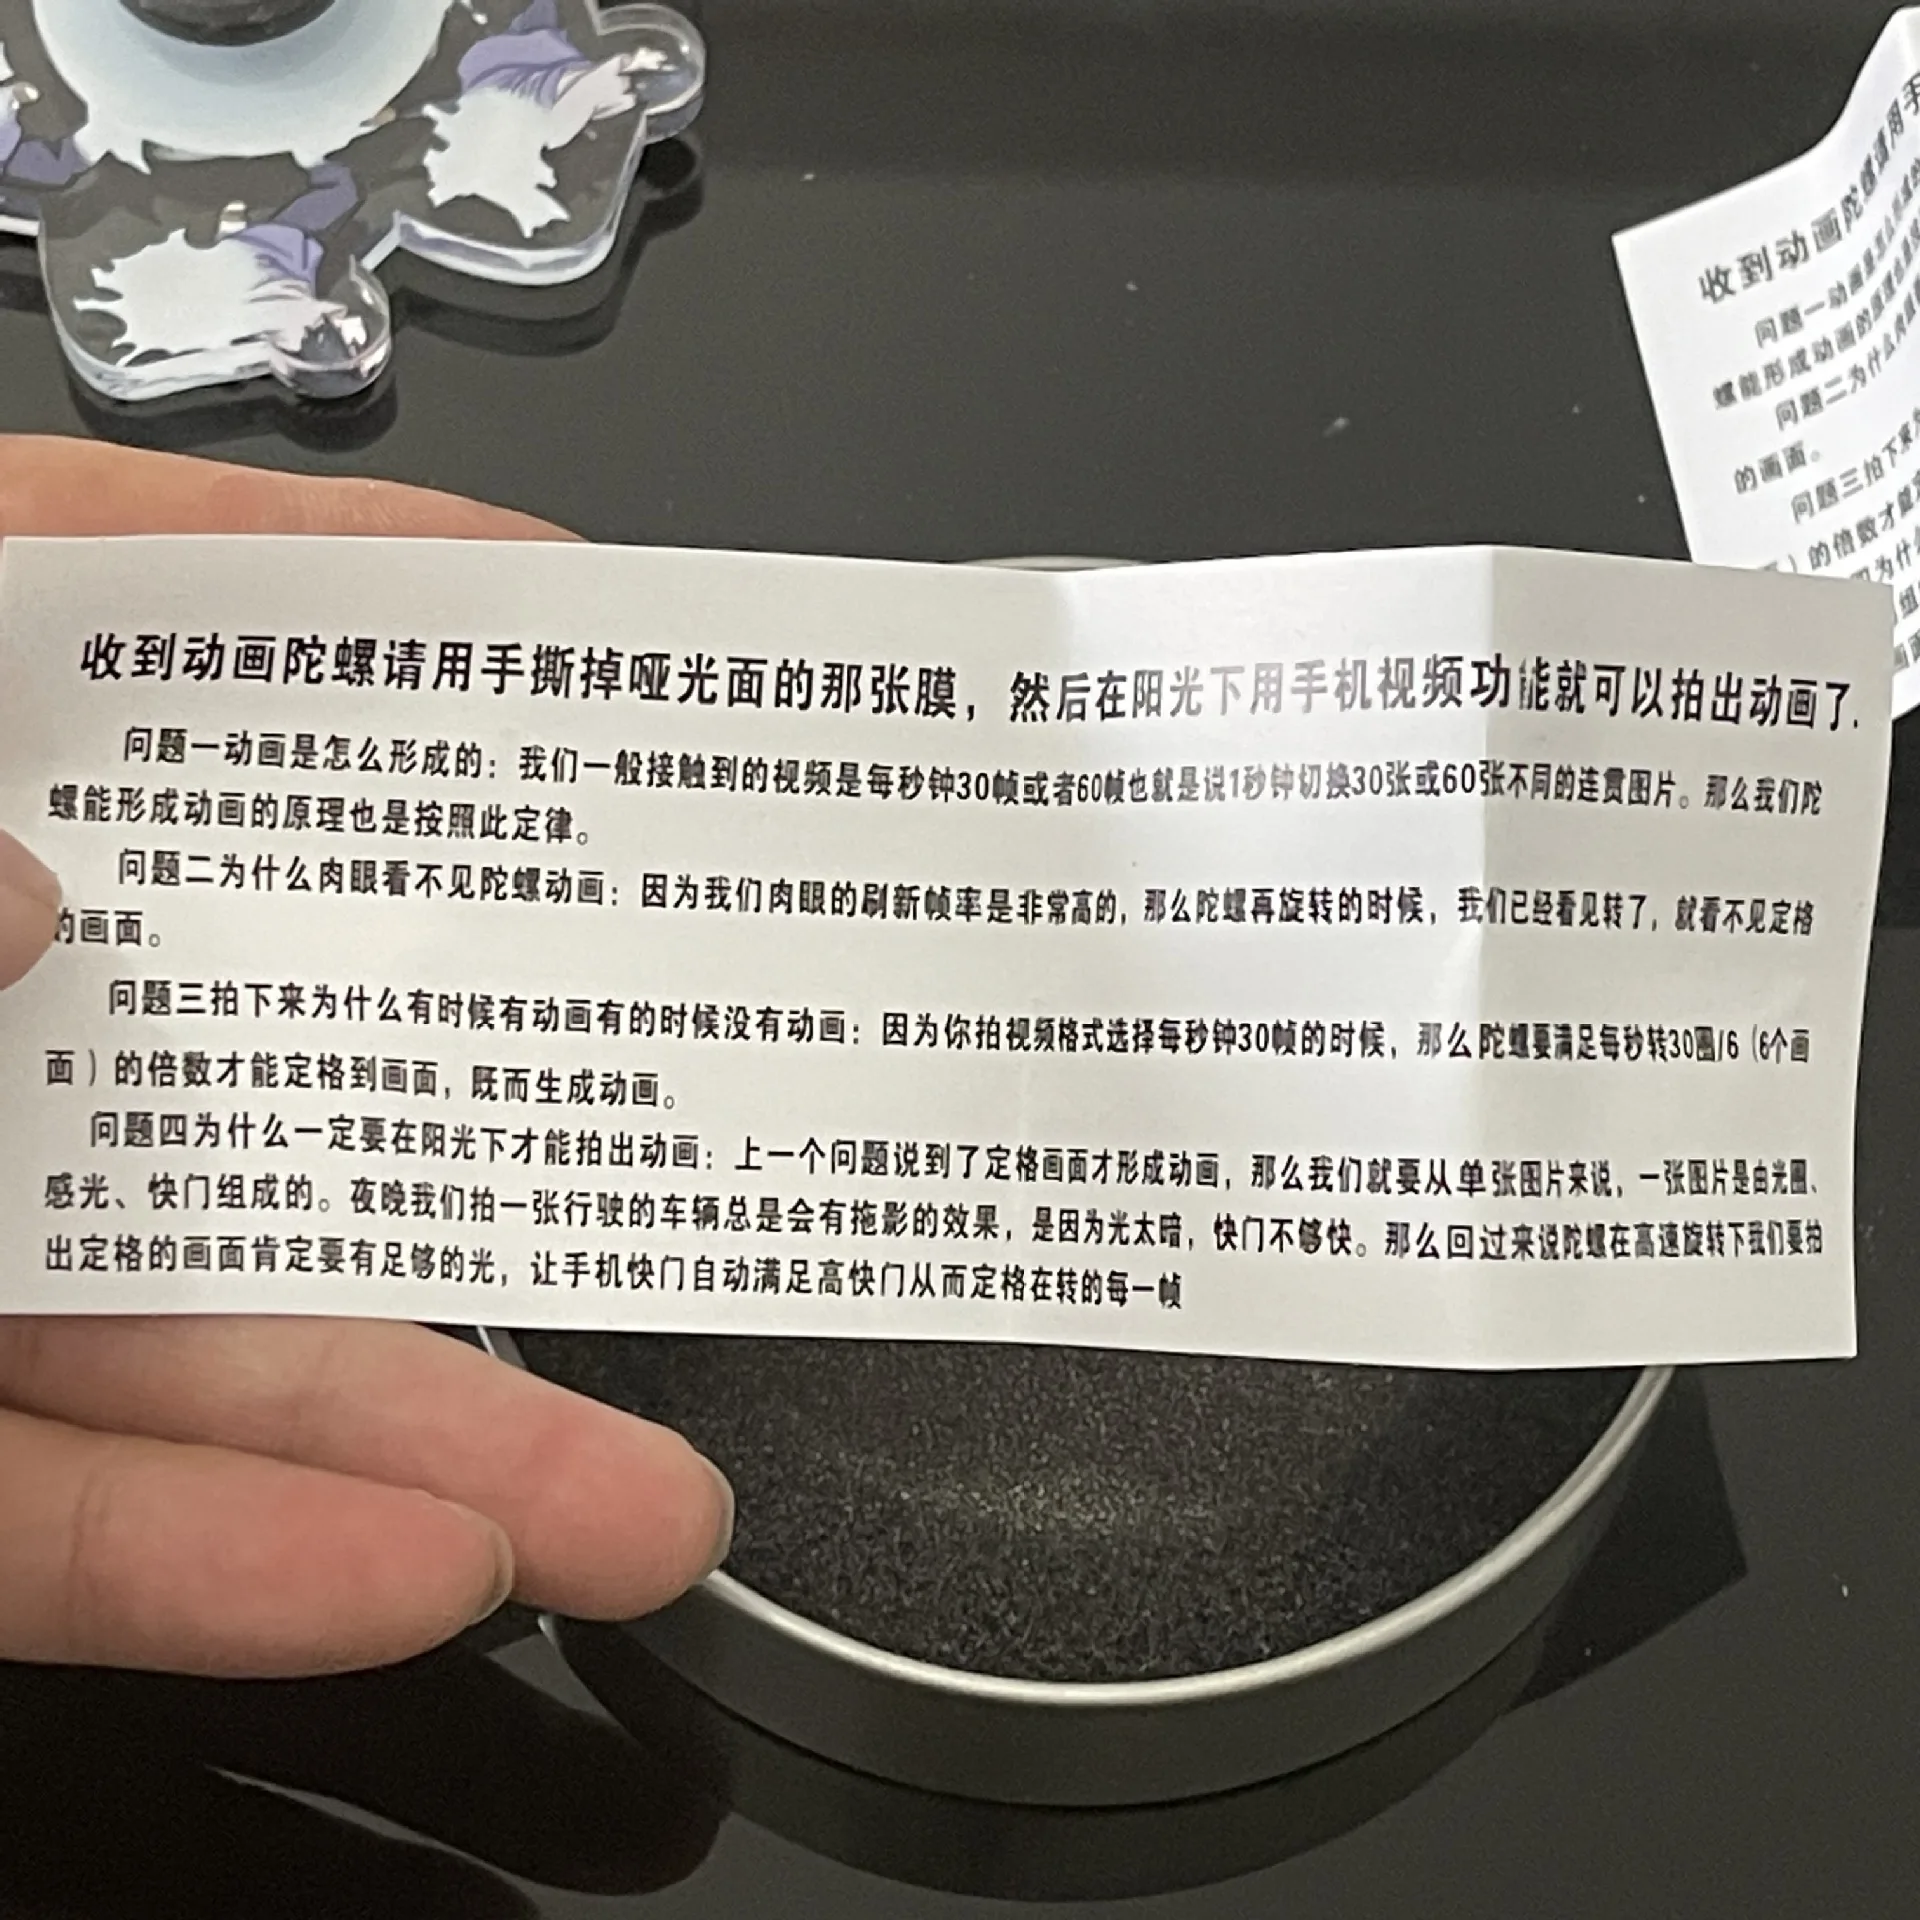 收到动画陀螺请用手撕掉哑光面的那张膜，然后在阳光下用手机视频功能就可以拍出动画了.
问题一动画是怎么形成的：我们一般接触到的视频是每秒钟30帧或者60帧也就是说1秒钟切换30张或60张不同的连贯图片。那么我们陀
螺能形成动画的原理也是按照此定律。
问题二为什么肉眼看不见陀螺动画：因为我们肉眼的刷新帧率是非常高的，那么陀螺再旋转的时候，我们已经看见转了，就看不见定格
的画面。
问题三拍下来为什么有时候有动画有的时候没有动画：因为你拍视频格式选择每秒钟30帧的时候，那么陀螺要满足每秒转30圈/6（6个画
面）的倍数才能定格到画面，既而生成动画。
问题四为什么一定要在阳光下才能拍出动画：上一个问题说到了定格画面才形成动画，那么我们就要从单张图片来说，一张图片是由光圈、
感光、快门组成的。夜晚我们拍一张行驶的车辆总是会有拖影的效果，是因为光太暗，快门不够快。那么回过来说陀螺在高速旋转下我们要拍
出定格的画面肯定要有足够的光，让手机快门自动满足高快门从而定格在转的每一帧
收到动画陀螺请用手
问题一动画是怎么形成的
螺能形成动画的原理也是
问题二为什么肉
的画面。
问题三拍下来为
）的倍数才能定
为什么
组
画面